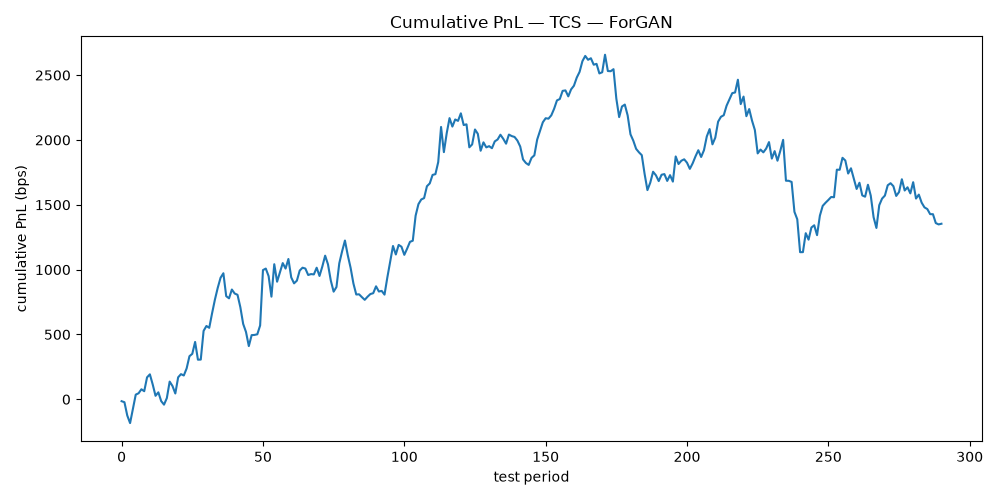 Cumulative PnL — TCS — ForGAN
cumulative PnL (bps)
2500
2000
1500
1000
500
0
0 50 100 150 200 250 300
test period